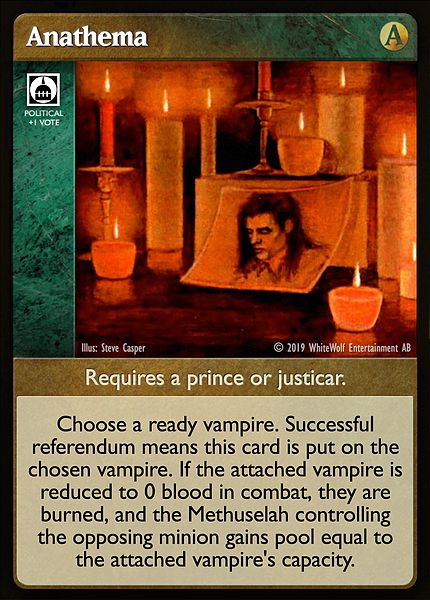 Anathema
A
POLITICAL
+1 VOTE
Illus: Steve Casper
© 2019 WhiteWolf Entertainment AB
Requires a prince or justicar.
Choose a ready vampire. Successful
referendum means this card is put on the
chosen vampire. If the attached vampire is
reduced to 0 blood in combat, they are
burned, and the Methuselah controlling
the opposing minion gains pool equal to
the attached vampire's capacity.